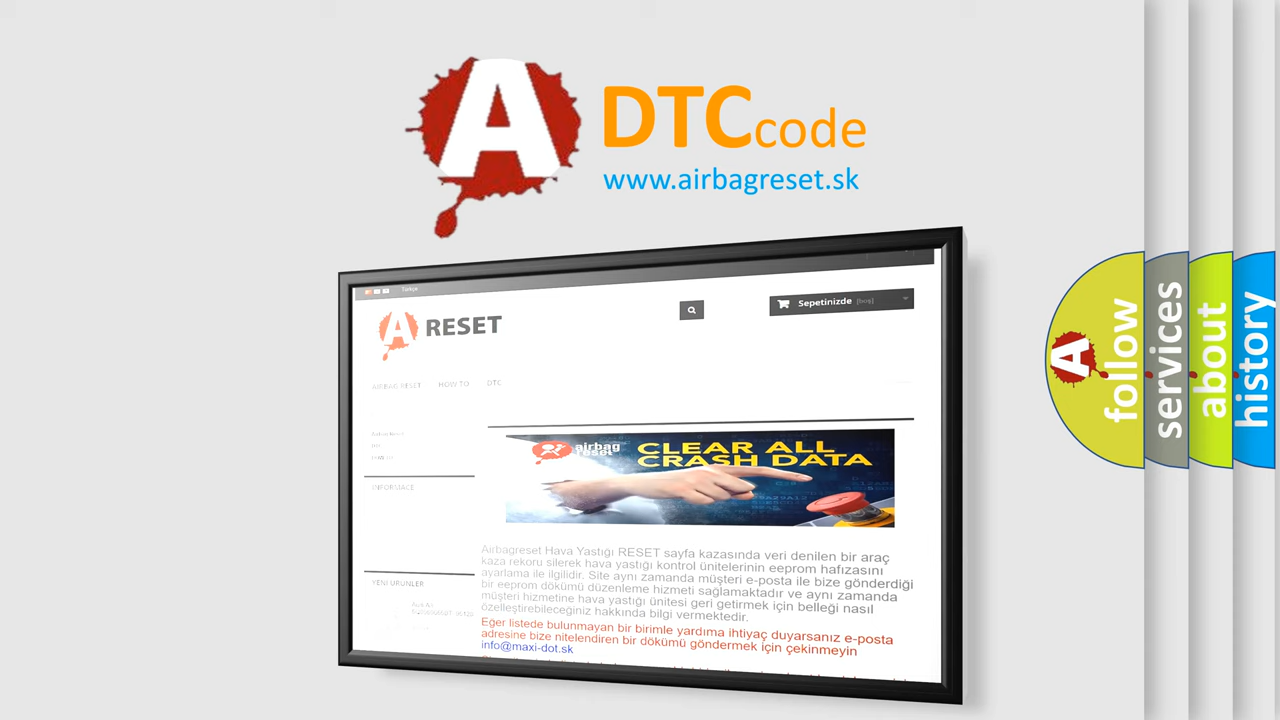 A DTCcode
www.airbagreset.sk
Türkçe
Sepetinizde [boş]
A RESET
AIRBAG RESET HOW TO DTC
INFORMACE
airbag
reset
CLEAR ALL
CRASH DATA
YENI ÜRÜNLER
Airbagreset Hava Yastığı RESET sayfa kazasında veri denilen bir araç
kaza rekoru silerek hava yastığı kontrol ünitelerinin eeprom hafızasını
ayarlama ile ilgilidir. Site aynı zamanda müşteri e-posta ile bize gönderdiği
bir eeprom dökümü düzenleme hizmeti sağlamaktadır ve aynı zamanda
müşteri hizmetine hava yastığı ünitesi geri getirmek için belleği nasıl
özelleştirebileceğiniz hakkında bilgi vermektedir.
Eger listede bulunmayan bir birimle yardıma ihtiyaç duyarsanız e-posta
adresine bize nitelendiren bir dökümü göndermek için çekinmeyin
info@maxi-dot.sk
A
follow
services
about
history